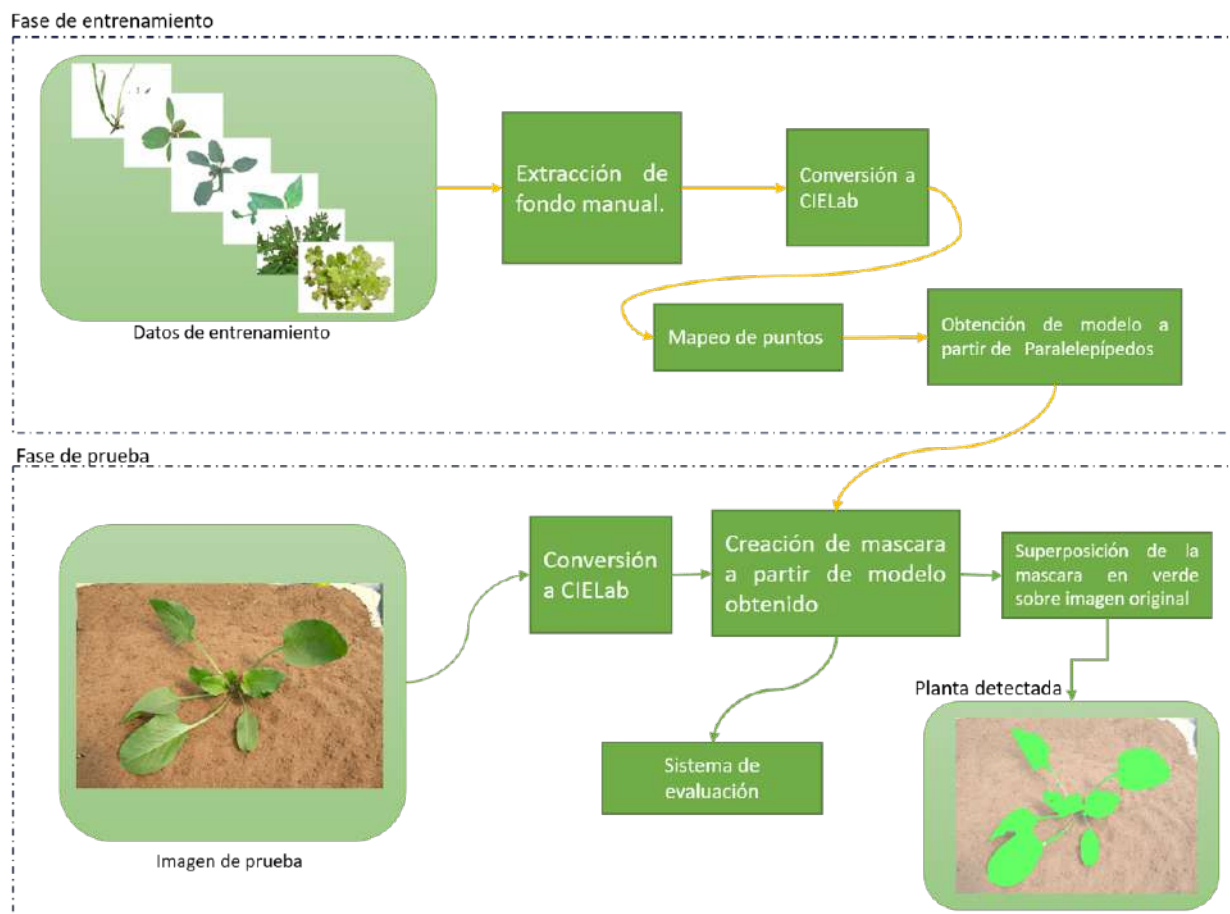 Fase de entrenamiento
Datos de entrenamiento
Extracción de
fondo manual.
Conversión a
CIELab
Mapeo de puntos
Obtención de modelo a
partir de Paralelepípedos
Fase de prueba
Imagen de prueba
Conversión
a CIELab
Creación de mascara
a partir de modelo
obtenido
Superposición de la
mascara en verde
sobre imagen original
Sistema de
evaluación
Planta detectada